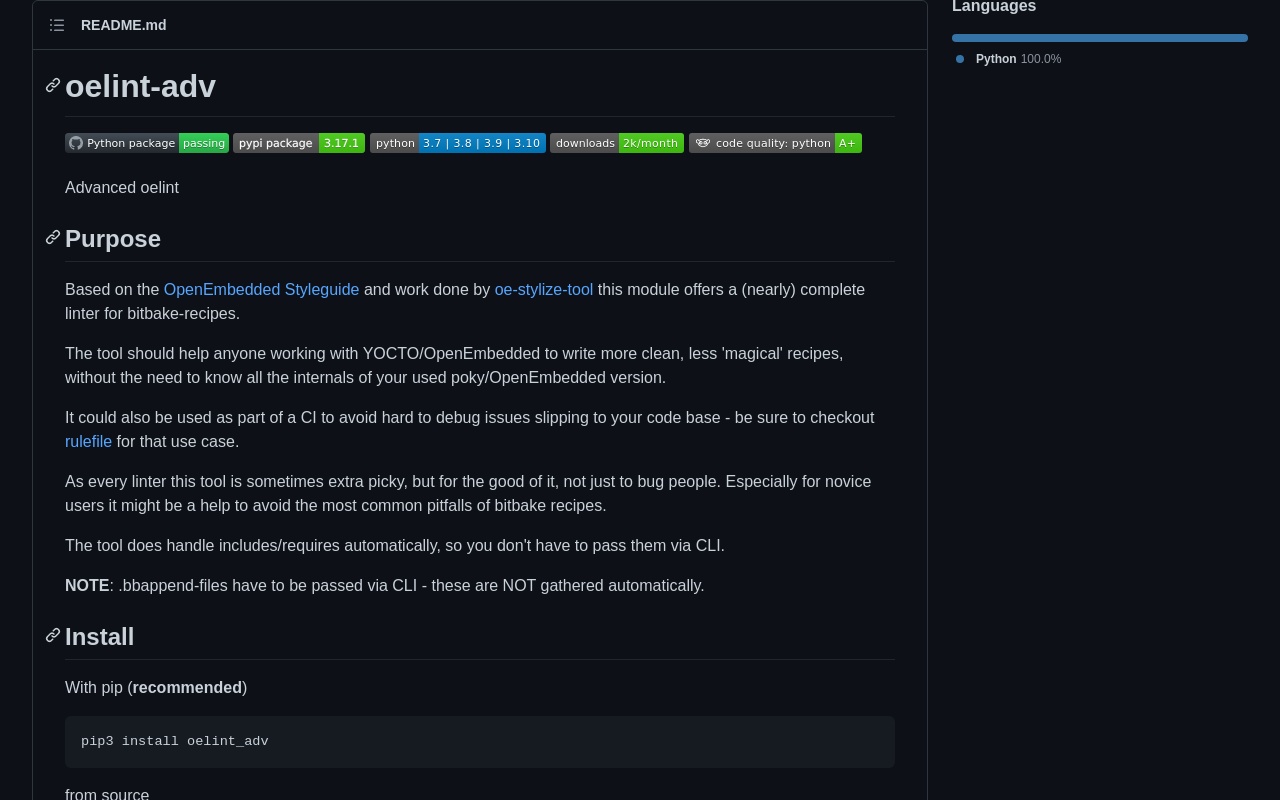 README.md
oelint-adv
Python package passing pypi package 3.17.1 python 3.7 | 3.8 | 3.9 | 3.10 downloads 2k/month code quality: python A+
Advanced oelint
Purpose
Based on the OpenEmbedded Styleguide and work done by oe-stylize-tool this module offers a (nearly) complete
linter for bitbake-recipes.
The tool should help anyone working with YOCTO/OpenEmbedded to write more clean, less 'magical' recipes,
without the need to know all the internals of your used poky/OpenEmbedded version.
It could also be used as part of a CI to avoid hard to debug issues slipping to your code base - be sure to checkout
rulefile for that use case.
As every linter this tool is sometimes extra picky, but for the good of it, not just to bug people. Especially for novice
users it might be a help to avoid the most common pitfalls of bitbake recipes.
The tool does handle includes/requires automatically, so you don't have to pass them via CLI.
NOTE: .bbappend-files have to be passed via CLI - these are NOT gathered automatically.
Install
With pip (recommended)
pip3 install oelint_adv
from source
Languages
Python 100.0%